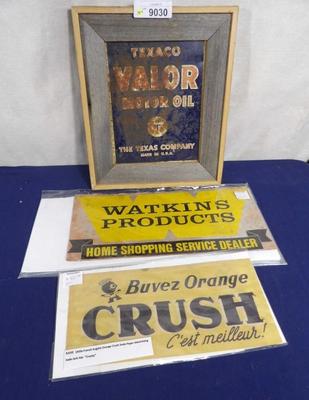 9030
TEXACO
VALOR
MOTOR OIL
THE TEXAS COMPANY
MADE IN U.S.A.
WATKINS
PRODUCTS
HOME SHOPPING SERVICE DEALER
Buvez Orange
CRUSH
C'est meilleur!